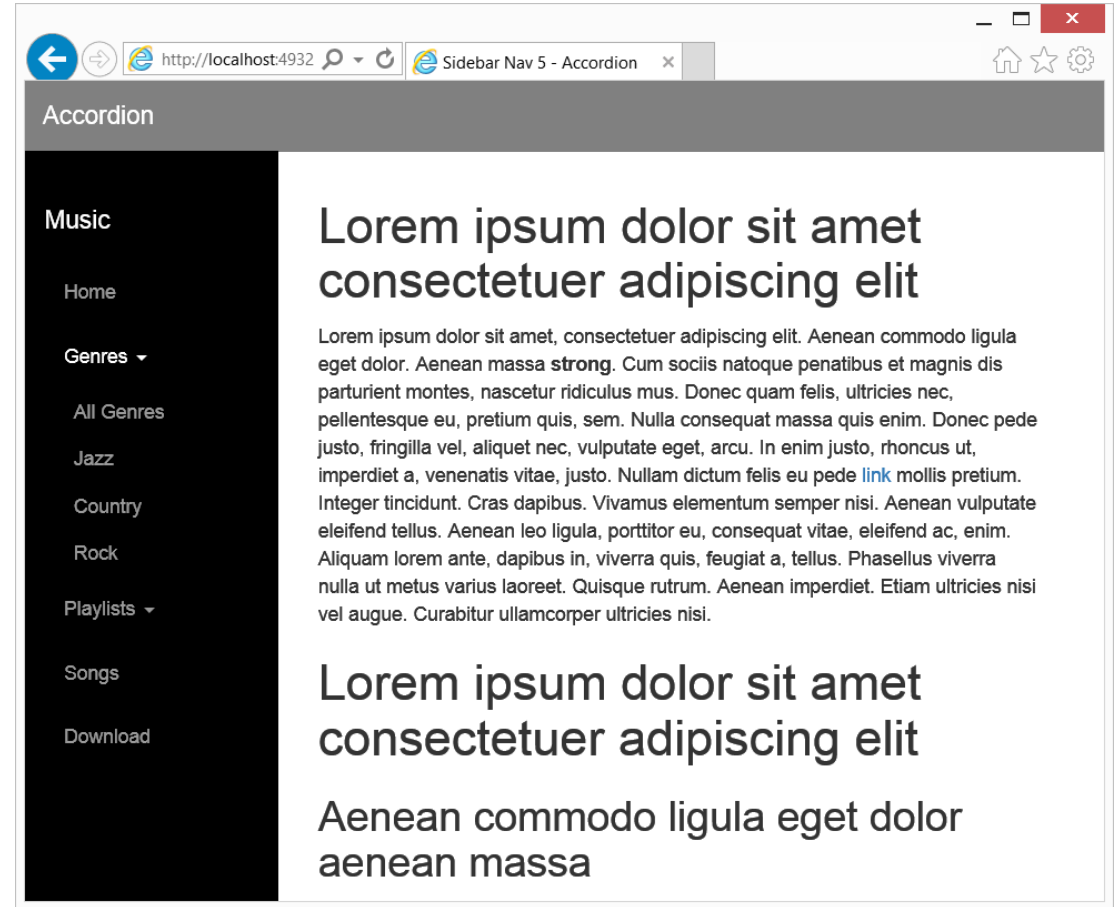 http://localhost:4932
Sidebar Nav 5 - Accordion
Accordion
Music
Home
Genres
All Genres
Jazz
Country
Rock
Playlists
Songs
Download
Lorem ipsum dolor sit amet
consectetuer adipiscing elit
Lorem ipsum dolor sit amet, consectetuer adipiscing elit. Aenean commodo ligula
eget dolor. Aenean massa strong. Cum sociis natoque penatibus et magnis dis
parturient montes, nascetur ridiculus mus. Donec quam felis, ultricies nec,
pellentesque eu, pretium quis, sem. Nulla consequat massa quis enim. Donec pede
justo, fringilla vel, aliquet nec, vulputate eget, arcu. In enim justo, rhoncus ut,
imperdiet a, venenatis vitae, justo. Nullam dictum felis eu pede link mollis pretium.
Integer tincidunt. Cras dapibus. Vivamus elementum semper nisi. Aenean vulputate
eleifend tellus. Aenean leo ligula, porttitor eu, consequat vitae, eleifend ac, enim.
Aliquam lorem ante, dapibus in, viverra quis, feugiat a, tellus. Phasellus viverra
nulla ut metus varius laoreet. Quisque rutrum. Aenean imperdiet. Etiam ultricies nisi
vel augue. Curabitur ullamcorper ultricies nisi.
Lorem ipsum dolor sit amet
consectetuer adipiscing elit
Aenean commodo ligula eget dolor
aenean massa